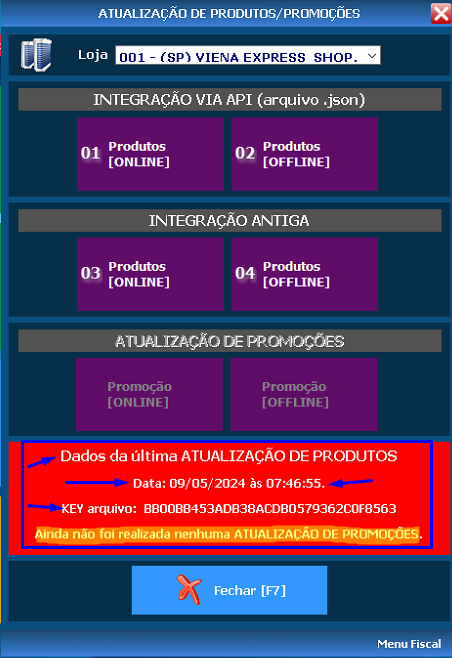 ATUALIZAÇÃO DE PRODUTOS/PROMOÇÕES
Loja 001 - (SP) VIENA EXPRESS SHOP.
INTEGRAÇÃO VIA API (arquivo .json)
01 Produtos [ONLINE]
02 Produtos [OFFLINE]
INTEGRAÇÃO ANTIGA
03 Produtos [ONLINE]
04 Produtos [OFFLINE]
ATUALIZAÇÃO DE PROMOÇÕES
Promoção [ONLINE]
Promoção [OFFLINE]
Dados da última ATUALIZAÇÃO DE PRODUTOS
Data: 09/05/2024 às 07:46:55.
KEY arquivo: BB00BB453ADB38ACDB0579362C0F8563
Ainda não foi realizada nenhuma ATUALIZAÇÃO DE PROMOÇÕES.
Fechar [F7]
Menu Fiscal